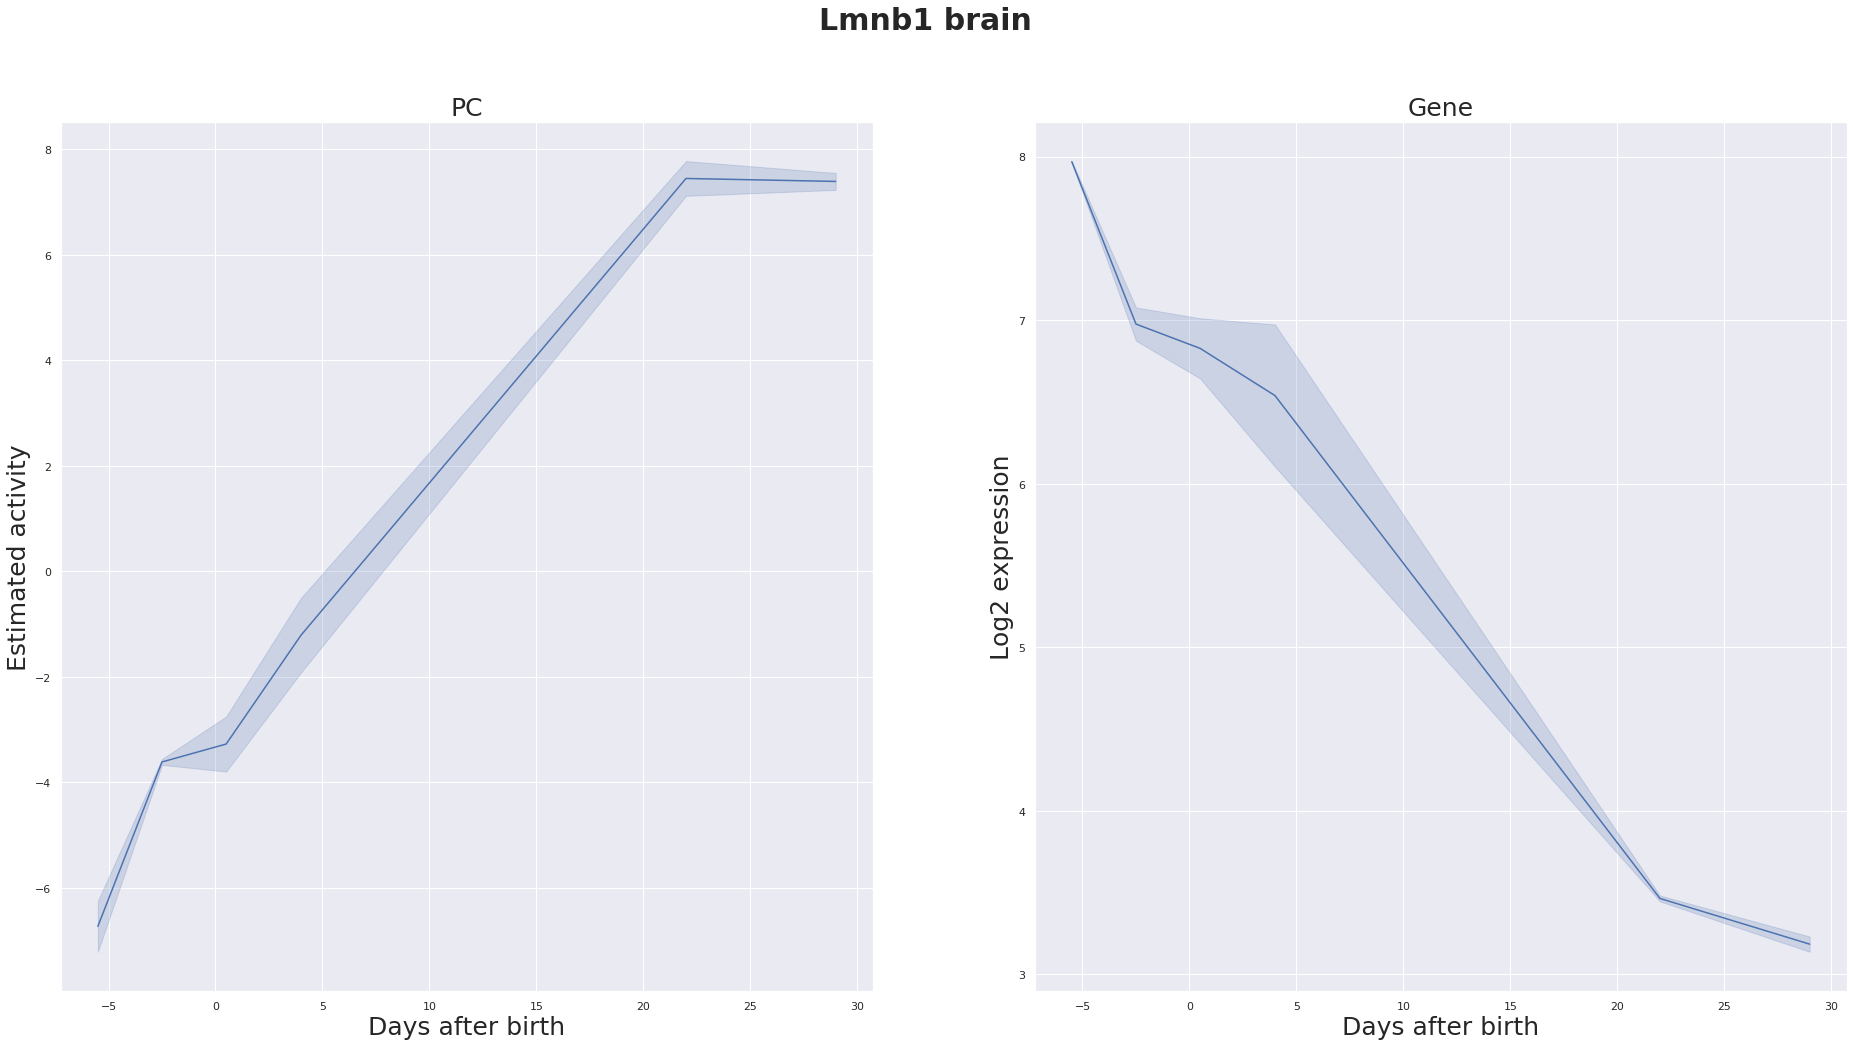 Lmnb1 brain
PC
Estimated activity
8
6
4
2
0
−2
−4
−6
−5 0 5 10 15 20 25 30
Days after birth
Gene
Log2 expression
8
7
6
5
4
3
−5 0 5 10 15 20 25 30
Days after birth